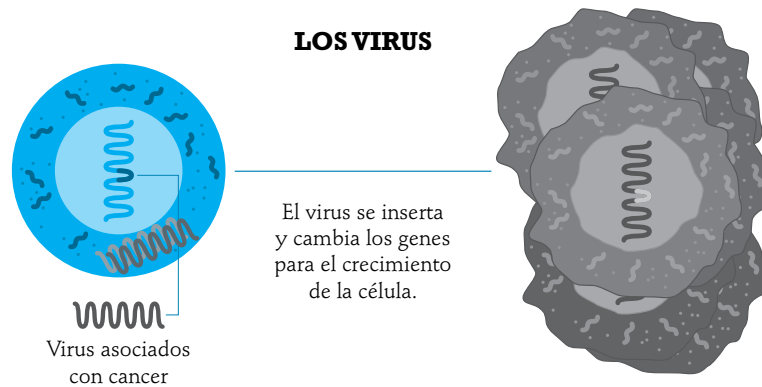 LOS VIRUS
El virus se inserta
y cambia los genes
para el crecimiento
de la célula.
Virus asociados
con cancer